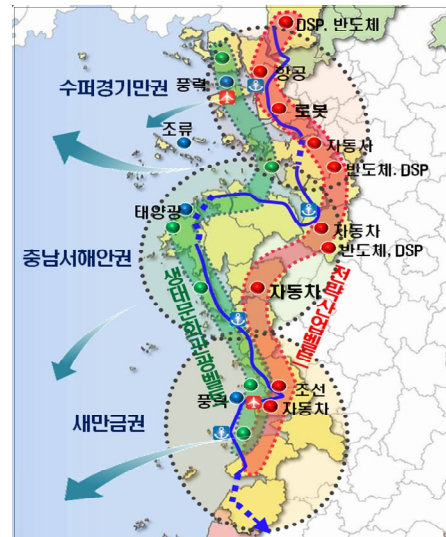 DSP, 반도체
수퍼경기만권
풍력
항공
로봇
조류
자동사
반도체, DSP
태양광
자동차
반도체, DSP
중남서해안권
자동차
생태문화관광벨트
전략산업벨트
조선
풍력
자동차
새만금권